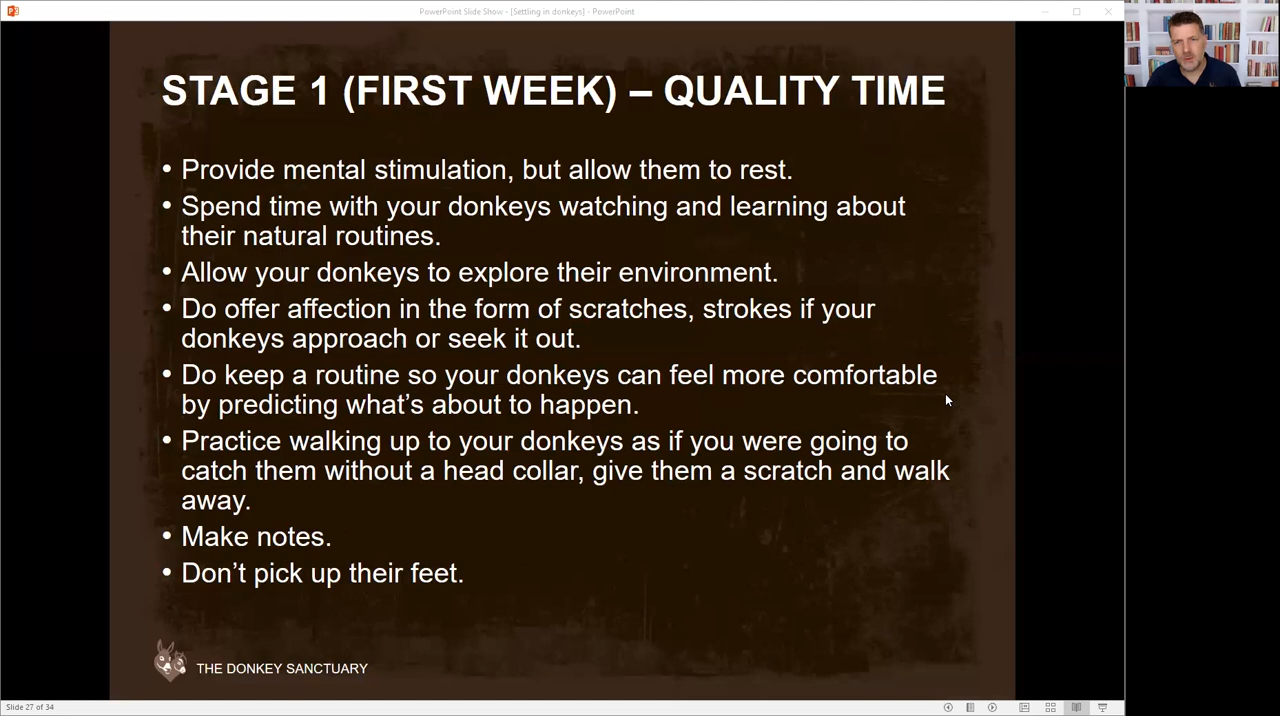 PowerPoint Slide Show - [Settling in donkeys] - PowerPoint
STAGE 1 (FIRST WEEK) – QUALITY TIME
• Provide mental stimulation, but allow them to rest.
• Spend time with your donkeys watching and learning about
their natural routines.
• Allow your donkeys to explore their environment.
• Do offer affection in the form of scratches, strokes if your
donkeys approach or seek it out.
• Do keep a routine so your donkeys can feel more comfortable
by predicting what’s about to happen.
• Practice walking up to your donkeys as if you were going to
catch them without a head collar, give them a scratch and walk
away.
• Make notes.
• Don’t pick up their feet.
THE DONKEY SANCTUARY
Slide 27 of 34